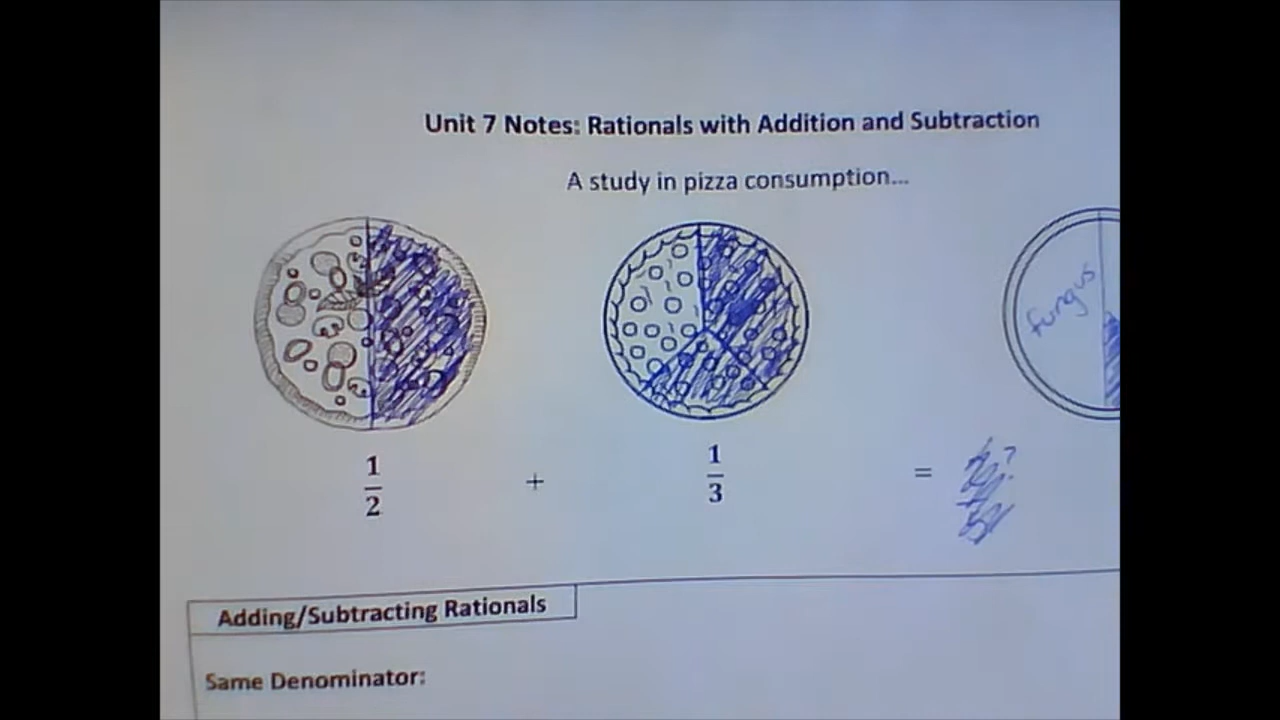 Unit 7 Notes: Rationals with Addition and Subtraction
A study in pizza consumption...
fungus
1/2 + 1/3 =
Adding/Subtracting Rationals
Same Denominator: